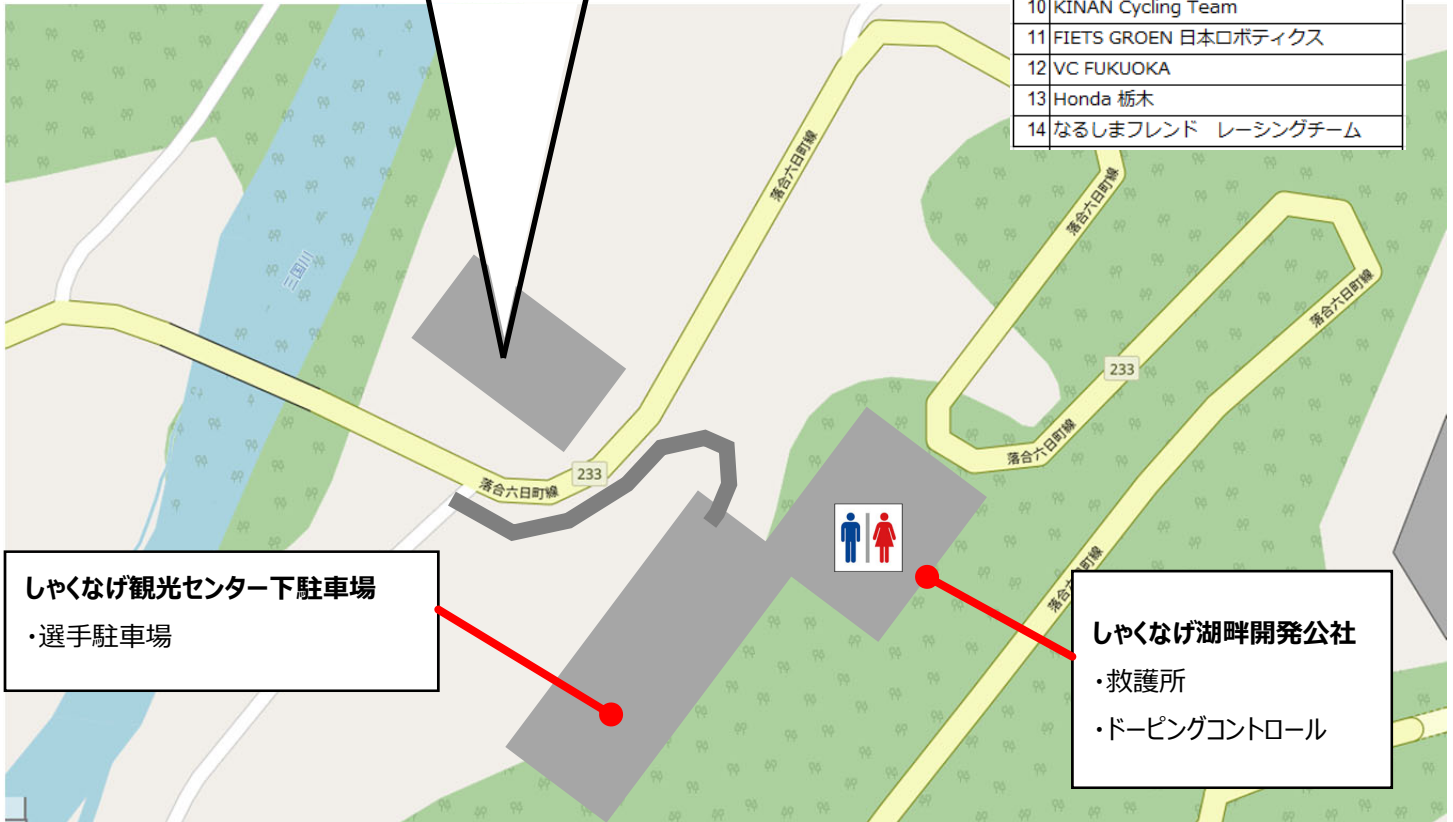 10 KINAN Cycling Team
11 FIETS GROEN 日本ロボティクス
12 VC FUKUOKA
13 Honda 栃木
14 なるしまフレンド　レーシングチーム
落合六日町線
落合六日町線
三国川
落合六日町線
233
落合六日町線
233
落合六日町線
落合六日町線
しゃくなげ観光センター下駐車場
・選手駐車場
しゃくなげ湖畔開発公社
・救護所
・ドーピングコントロール